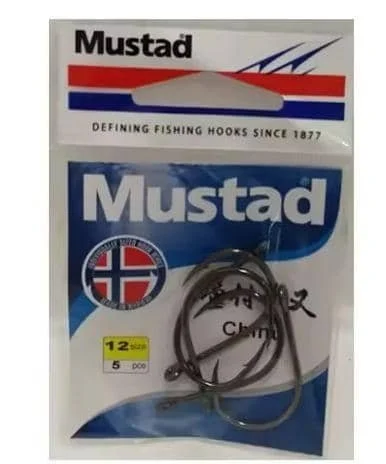 Mustad
DEFINING FISHING HOOKS SINCE 1877
Mustad
Chinu
12 size
5 pcs